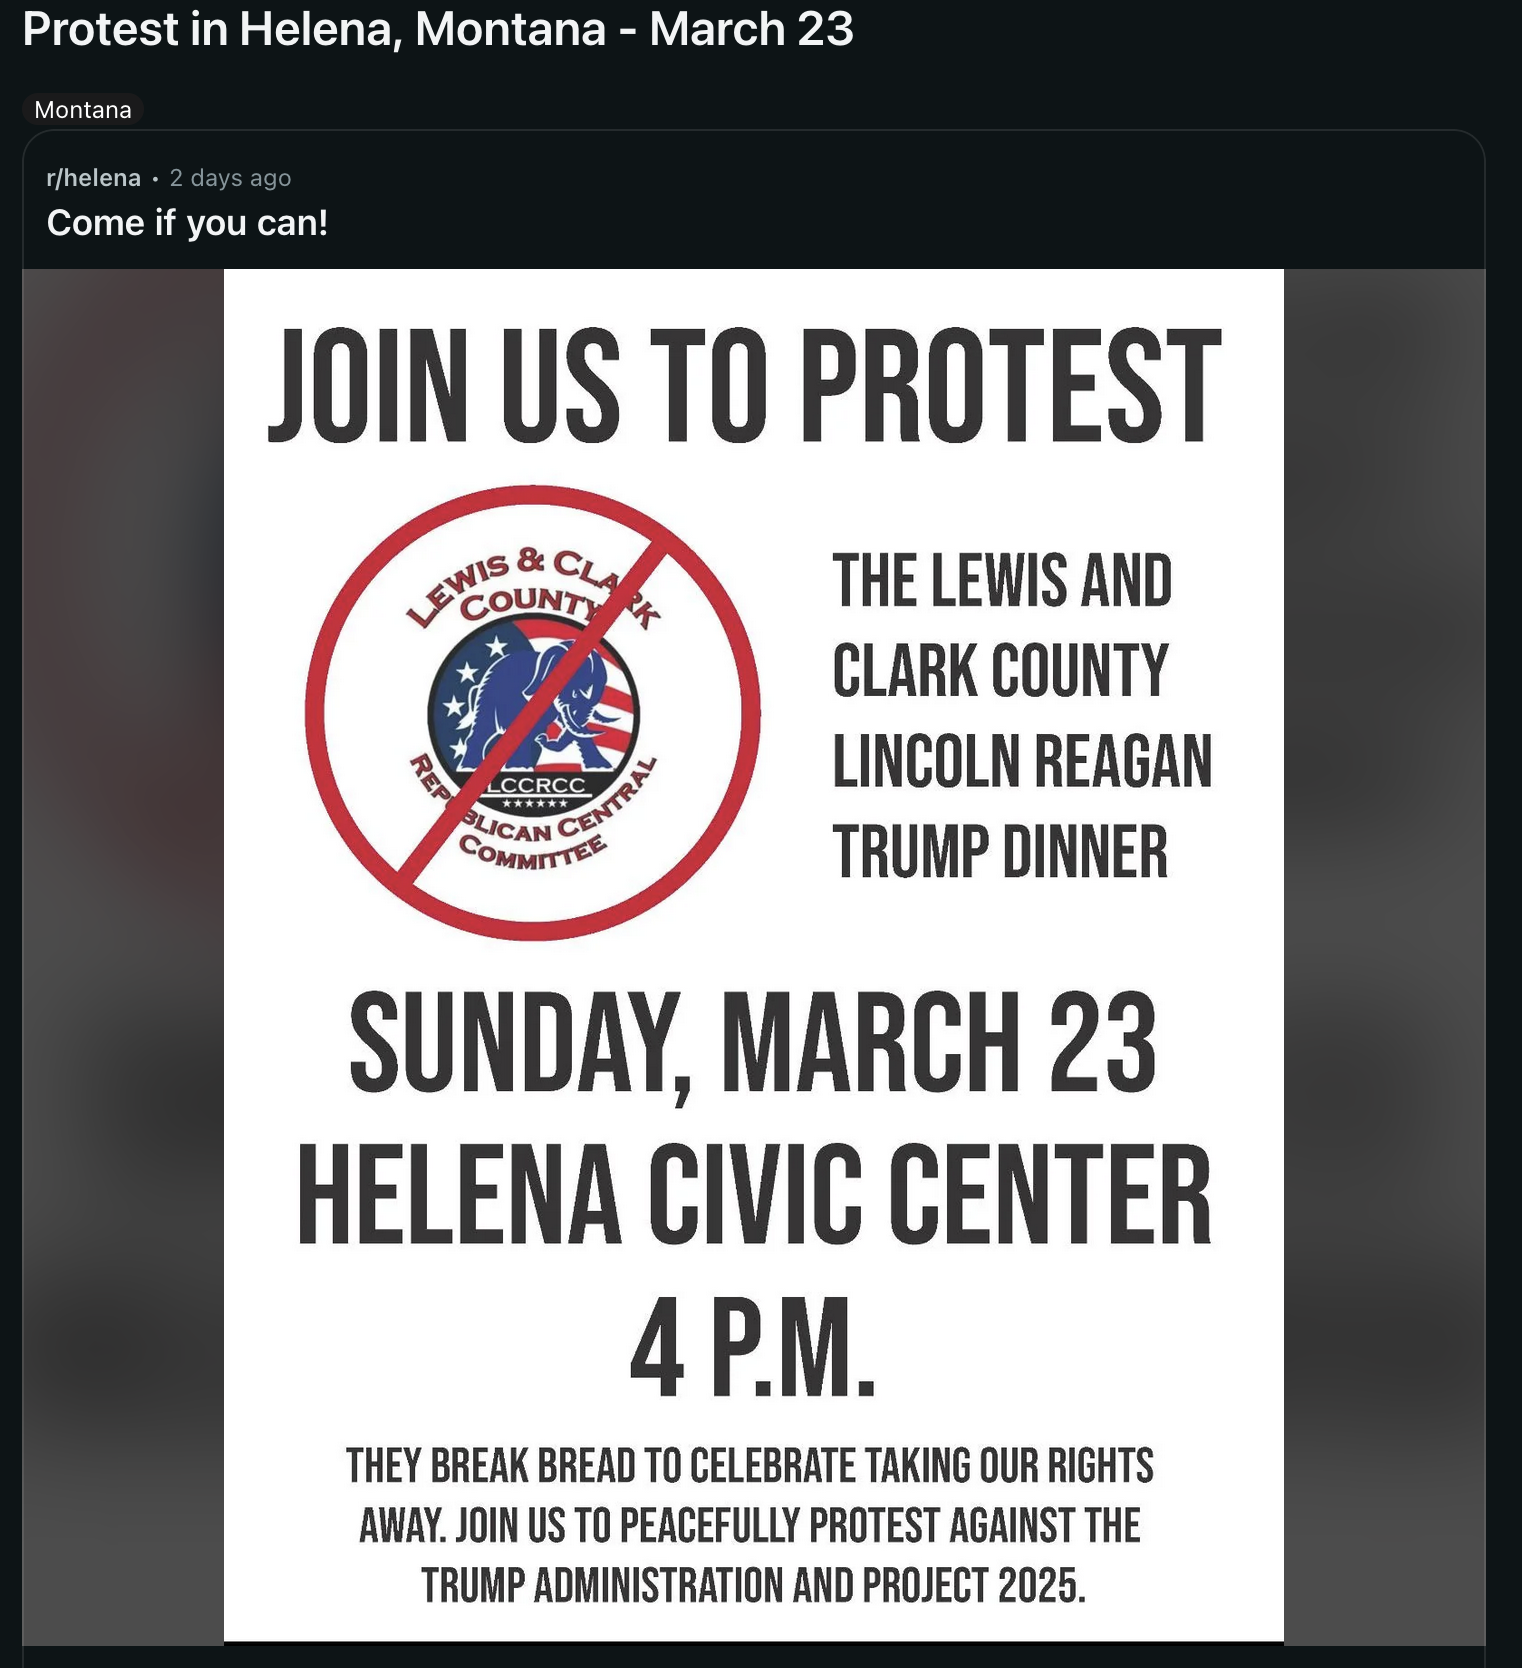 Protest in Helena, Montana - March 23
Montana
r/helena • 2 days ago
Come if you can!
JOIN US TO PROTEST
LEWIS & CLARK
COUNTY
LCCRCC
REPUBLICAN CENTRAL
COMMITTEE
THE LEWIS AND
CLARK COUNTY
LINCOLN REAGAN
TRUMP DINNER
SUNDAY, MARCH 23
HELENA CIVIC CENTER
4 P.M.
THEY BREAK BREAD TO CELEBRATE TAKING OUR RIGHTS
AWAY. JOIN US TO PEACEFULLY PROTEST AGAINST THE
TRUMP ADMINISTRATION AND PROJECT 2025.